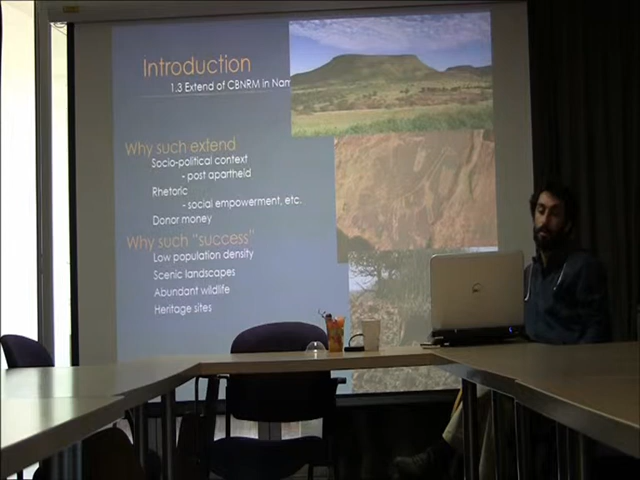 Introduction
1.3 Extend of CBNRM in Nam
Why such extend
Socio-political context
- post apartheid
Rhetoric
- social empowerment, etc.
Donor money
Why such "success"
Low population density
Scenic landscapes
Abundant wildlife
Heritage sites